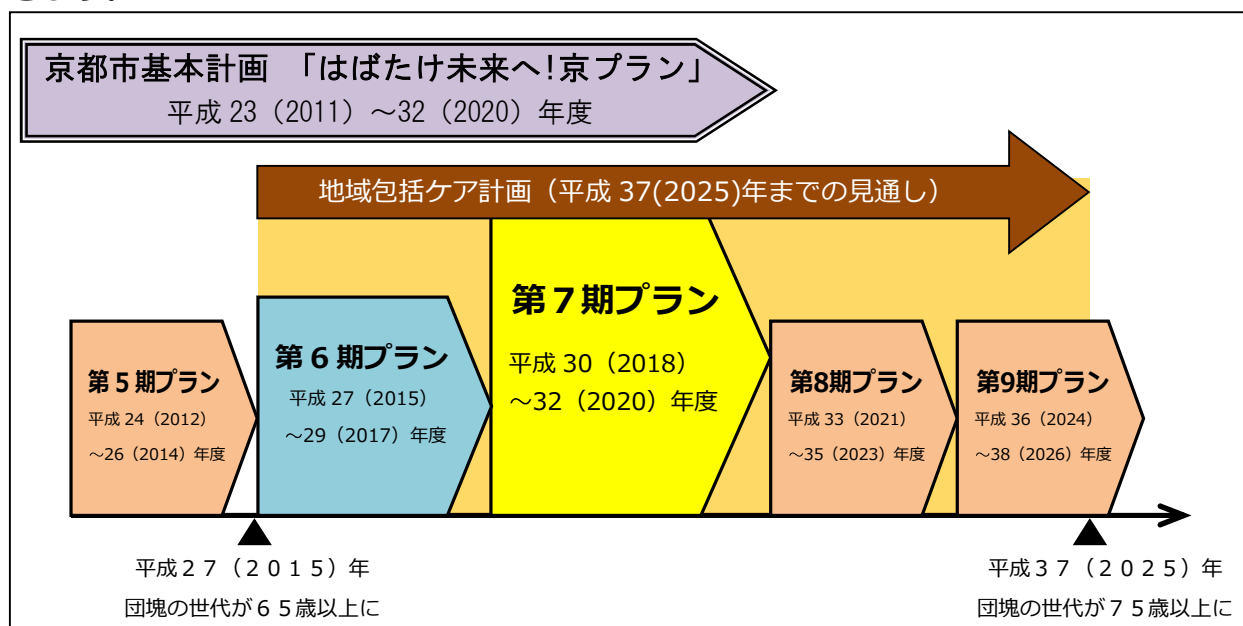 京都市基本計画 「はばたけ未来へ!京プラン」
平成 23（2011）～32（2020）年度
地域包括ケア計画（平成 37(2025)年までの見通し）
第５期プラン
平成 24（2012）
～26（2014）年度
第６期プラン
平成 27（2015）
～29（2017）年度
第７期プラン
平成 30（2018）
～32（2020）年度
第8期プラン
平成 33（2021）
～35（2023）年度
第9期プラン
平成 36（2024）
～38（2026）年度
平成２７（２０１５）年
団塊の世代が６５歳以上に
平成３７（２０２５）年
団塊の世代が７５歳以上に